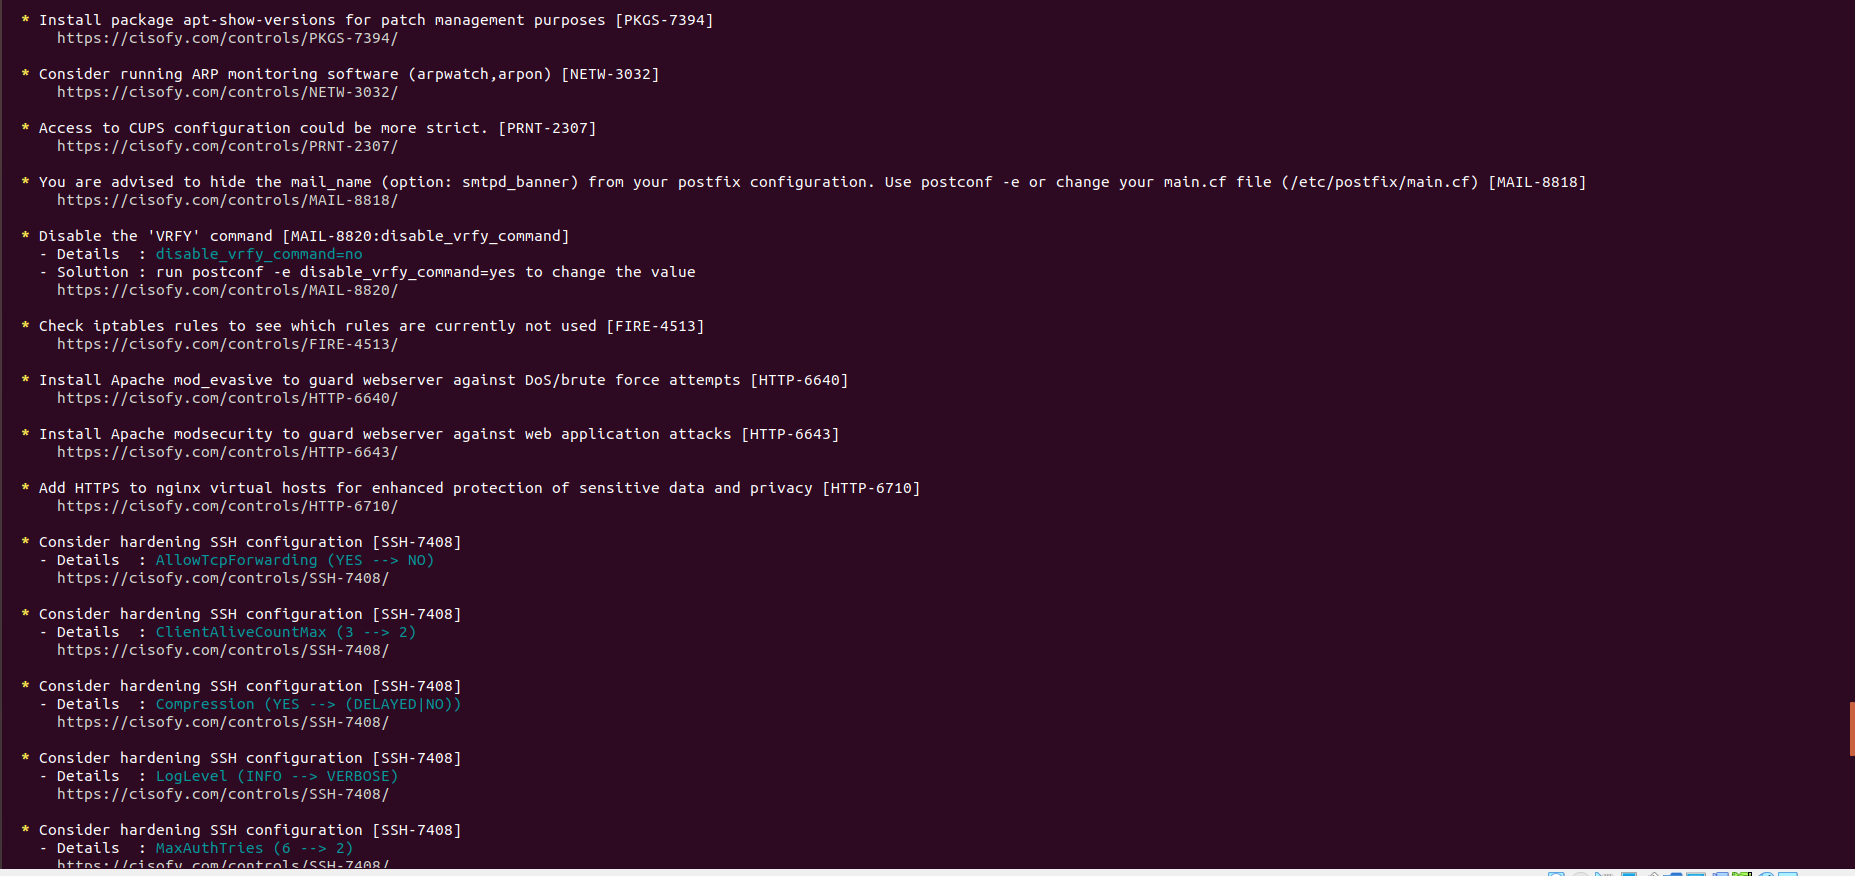 * Install package apt-show-versions for patch management purposes [PKGS-7394]
https://cisofy.com/controls/PKGS-7394/
* Consider running ARP monitoring software (arpwatch,arpon) [NETW-3032]
https://cisofy.com/controls/NETW-3032/
* Access to CUPS configuration could be more strict. [PRNT-2307]
https://cisofy.com/controls/PRNT-2307/
* You are advised to hide the mail_name (option: smtpd_banner) from your postfix configuration. Use postconf -e or change your main.cf file (/etc/postfix/main.cf) [MAIL-8818]
https://cisofy.com/controls/MAIL-8818/
* Disable the 'VRFY' command [MAIL-8820:disable_vrfy_command]
- Details  : disable_vrfy_command=no
- Solution : run postconf -e disable_vrfy_command=yes to change the value
https://cisofy.com/controls/MAIL-8820/
* Check iptables rules to see which rules are currently not used [FIRE-4513]
https://cisofy.com/controls/FIRE-4513/
* Install Apache mod_evasive to guard webserver against DoS/brute force attempts [HTTP-6640]
https://cisofy.com/controls/HTTP-6640/
* Install Apache modsecurity to guard webserver against web application attacks [HTTP-6643]
https://cisofy.com/controls/HTTP-6643/
* Add HTTPS to nginx virtual hosts for enhanced protection of sensitive data and privacy [HTTP-6710]
https://cisofy.com/controls/HTTP-6710/
* Consider hardening SSH configuration [SSH-7408]
- Details  : AllowTcpForwarding (YES --> NO)
https://cisofy.com/controls/SSH-7408/
* Consider hardening SSH configuration [SSH-7408]
- Details  : ClientAliveCountMax (3 --> 2)
https://cisofy.com/controls/SSH-7408/
* Consider hardening SSH configuration [SSH-7408]
- Details  : Compression (YES --> (DELAYED|NO))
https://cisofy.com/controls/SSH-7408/
* Consider hardening SSH configuration [SSH-7408]
- Details  : LogLevel (INFO --> VERBOSE)
https://cisofy.com/controls/SSH-7408/
* Consider hardening SSH configuration [SSH-7408]
- Details  : MaxAuthTries (6 --> 2)
https://cisofy.com/controls/SSH-7408/